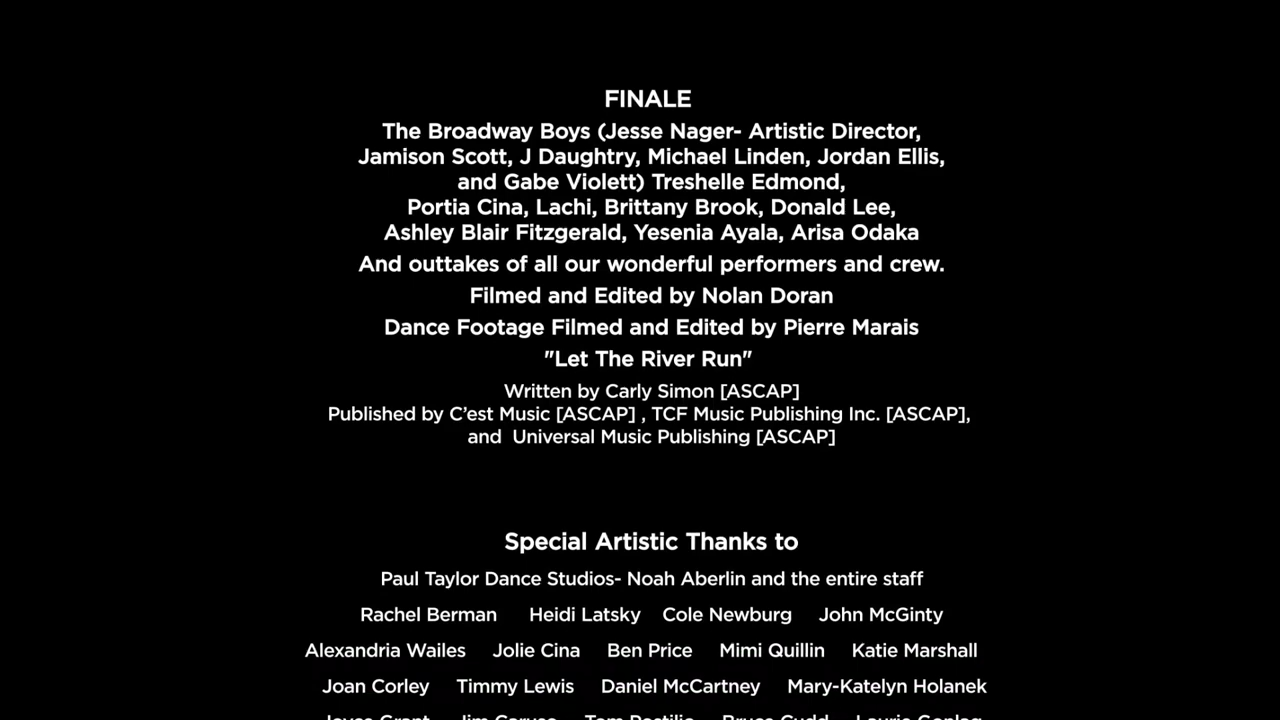 FINALE
The Broadway Boys (Jesse Nager- Artistic Director,
Jamison Scott, J Daughtry, Michael Linden, Jordan Ellis,
and Gabe Violett) Treshelle Edmond,
Portia Cina, Lachi, Brittany Brook, Donald Lee,
Ashley Blair Fitzgerald, Yesenia Ayala, Arisa Odaka
And outtakes of all our wonderful performers and crew.
Filmed and Edited by Nolan Doran
Dance Footage Filmed and Edited by Pierre Marais
"Let The River Run"
Written by Carly Simon [ASCAP]
Published by C’est Music [ASCAP] , TCF Music Publishing Inc. [ASCAP],
and Universal Music Publishing [ASCAP]
Special Artistic Thanks to
Paul Taylor Dance Studios- Noah Aberlin and the entire staff
Rachel Berman Heidi Latsky Cole Newburg John McGinty
Alexandria Wailes Jolie Cina Ben Price Mimi Quillin Katie Marshall
Joan Corley Timmy Lewis Daniel McCartney Mary-Katelyn Holanek